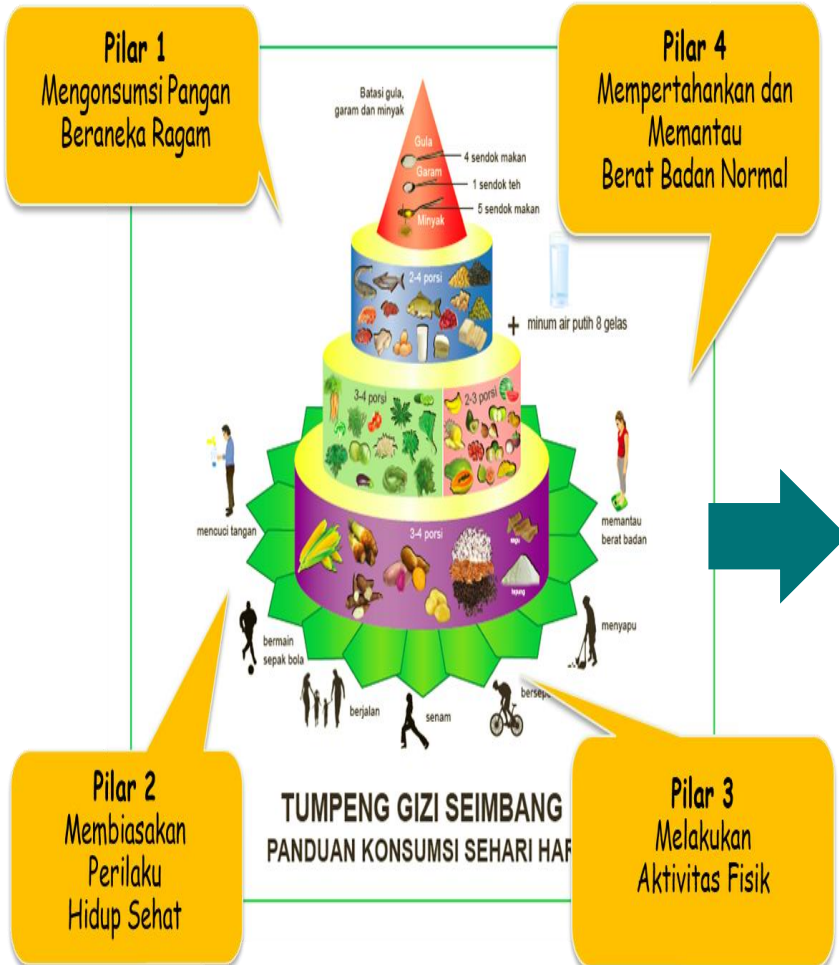 Pilar 1
Mengonsumsi Pangan
Beraneka Ragam
Pilar 4
Mempertahankan dan
Memantau
Berat Badan Normal
Batasi gula,
garam dan minyak
Gula
4 sendok makan
Garam
1 sendok teh
5 sendok makan
Minyak
2-4 porsi
+ minum air putih 8 gelas
3-4 porsi
2-3 porsi
mencuci tangan
3-4 porsi
sagu
tepung
memantau
berat badan
bermain
sepak bola
menyapu
berjalan
senam
bersepe
Pilar 2
Membiasakan
Perilaku
Hidup Sehat
TUMPENG GIZI SEIMBANG
PANDUAN KONSUMSI SEHARI HAR
Pilar 3
Melakukan
Aktivitas Fisik